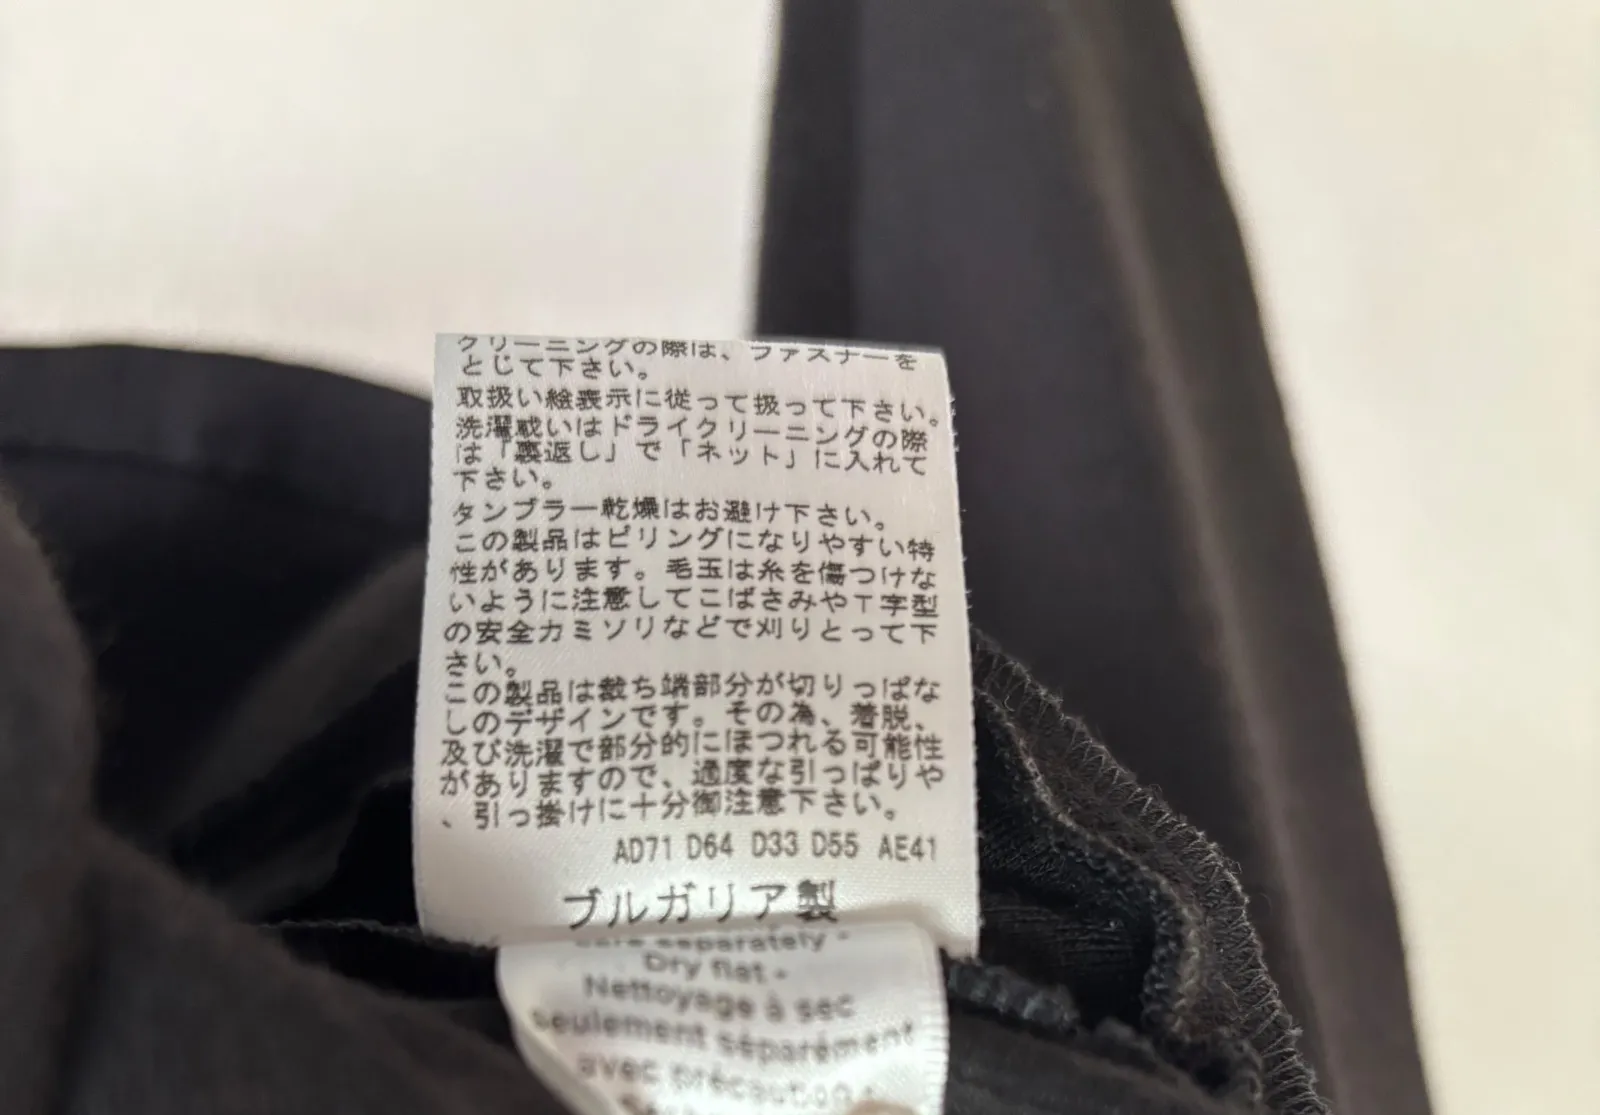 クリーニングの際は、ファスナーを
とじて下さい。
取扱い絵表示に従って扱って下さい。
洗濯或いはドライクリーニングの際
は「裏返し」で「ネット」に入れて
下さい。
タンブラー乾燥はお避け下さい。
この製品はピリングになりやすい特
性があります。毛玉は糸を傷つけな
いように注意してこばさみやT字型
の安全カミソリなどで刈りとって下
さい。
この製品は裁ち端部分が切りっぱな
しのデザインです。その為、着脱、
及び洗濯で部分的にほつれる可能性
がありますので、過度な引っぱりや
、引っ掛けに十分御注意下さい。
AD71 D64 D33 D55 AE41
ブルガリア製
care separately -
Dry flat -
Nettoyage à sec
seulement séparément
avec précaution -